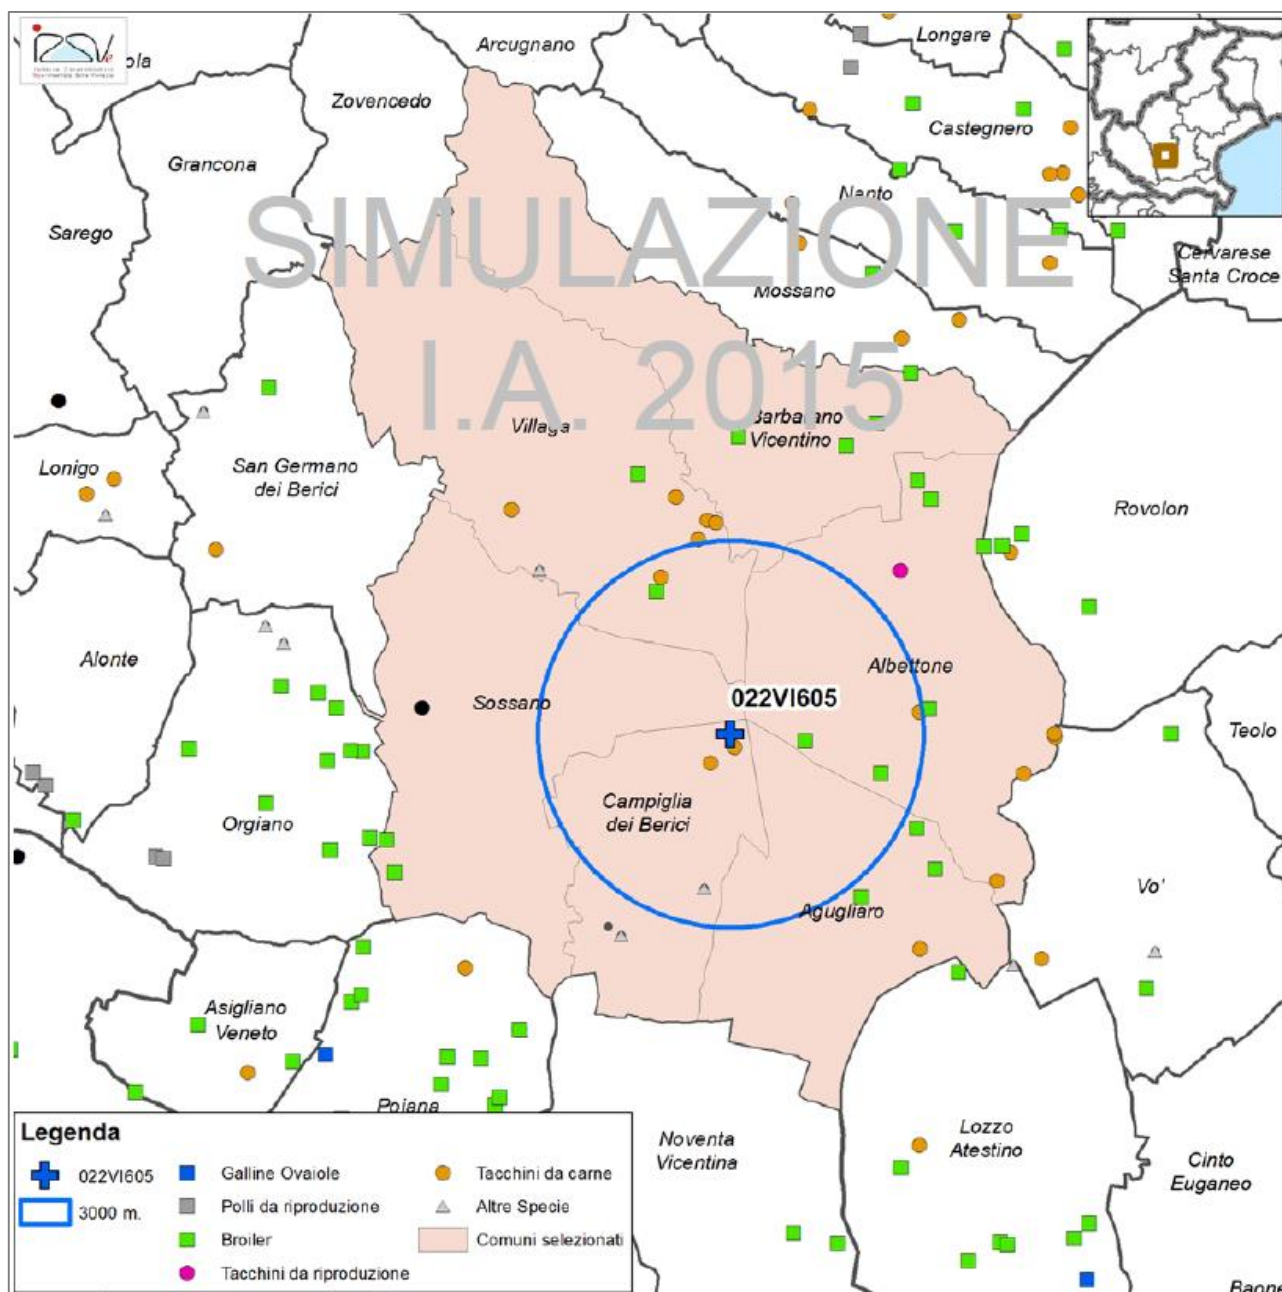 Arcugnano
Longare
ola
Zovencedo
Castegnero
Grancona
Nanto
Sarego
SIMULAZIONE
Cervarese
Santa Croce
Mossano
I.A. 2015
Villaga
Barbarano
Vicentino
Lonigo
San Germano
dei Berici
Rovolon
Alonte
Albettone
Sossano
022VI605
Teolo
Campiglia
dei Berici
Orgiano
Vo'
Agugliaro
Asigliano
Veneto
Poiana
Noventa
Vicentina
Lozzo
Atestino
Cinto
Euganeo
Baone
Legenda
022VI605
3000 m.
Galline Ovaiole
Polli da riproduzione
Broiler
Tacchini da riproduzione
Tacchini da carne
Altre Specie
Comuni selezionati